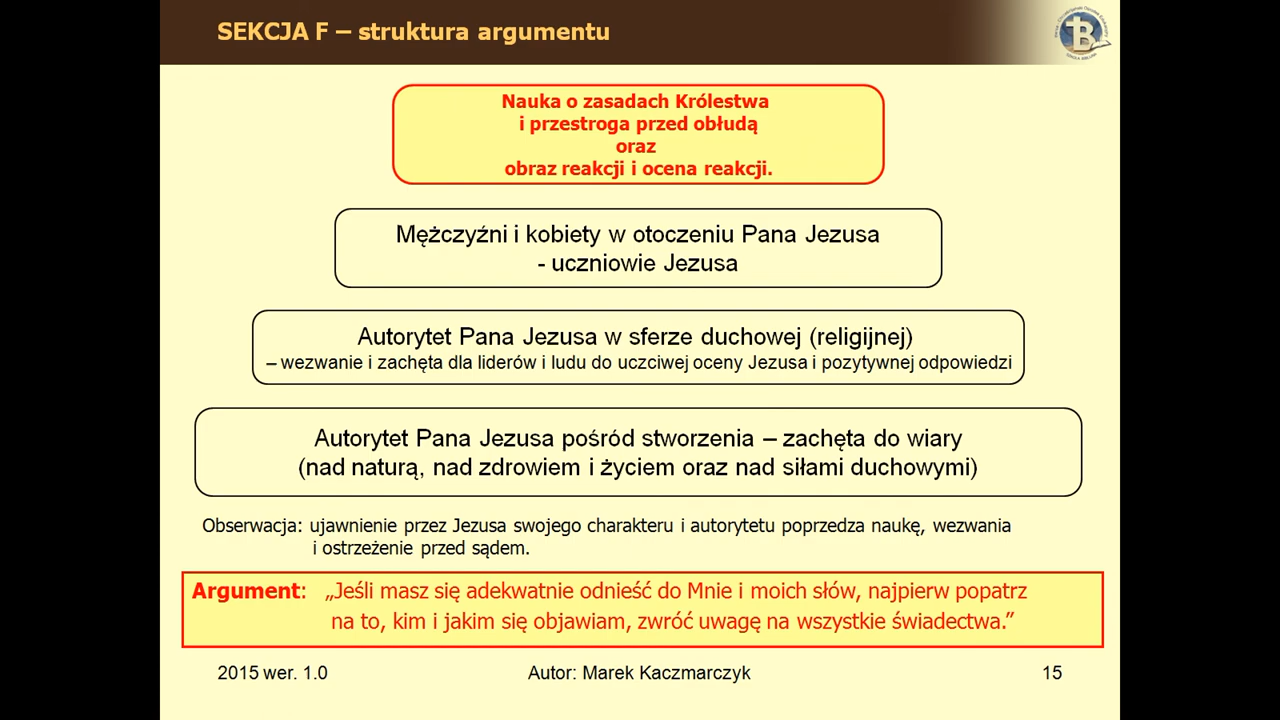 SEKCJA F – struktura argumentu
Nauka o zasadach Królestwa
i przestroga przed obłudą
oraz
obraz reakcji i ocena reakcji.
Mężczyźni i kobiety w otoczeniu Pana Jezusa
- uczniowie Jezusa
Autorytet Pana Jezusa w sferze duchowej (religijnej)
– wezwanie i zachęta dla liderów i ludu do uczciwej oceny Jezusa i pozytywnej odpowiedzi
Autorytet Pana Jezusa pośród stworzenia – zachęta do wiary
(nad naturą, nad zdrowiem i życiem oraz nad siłami duchowymi)
Obserwacja: ujawnienie przez Jezusa swojego charakteru i autorytetu poprzedza naukę, wezwania
i ostrzeżenie przed sądem.
Argument: „Jeśli masz się adekwatnie odnieść do Mnie i moich słów, najpierw popatrz
na to, kim i jakim się objawiam, zwróć uwagę na wszystkie świadectwa.”
2015 wer. 1.0 Autor: Marek Kaczmarczyk 15